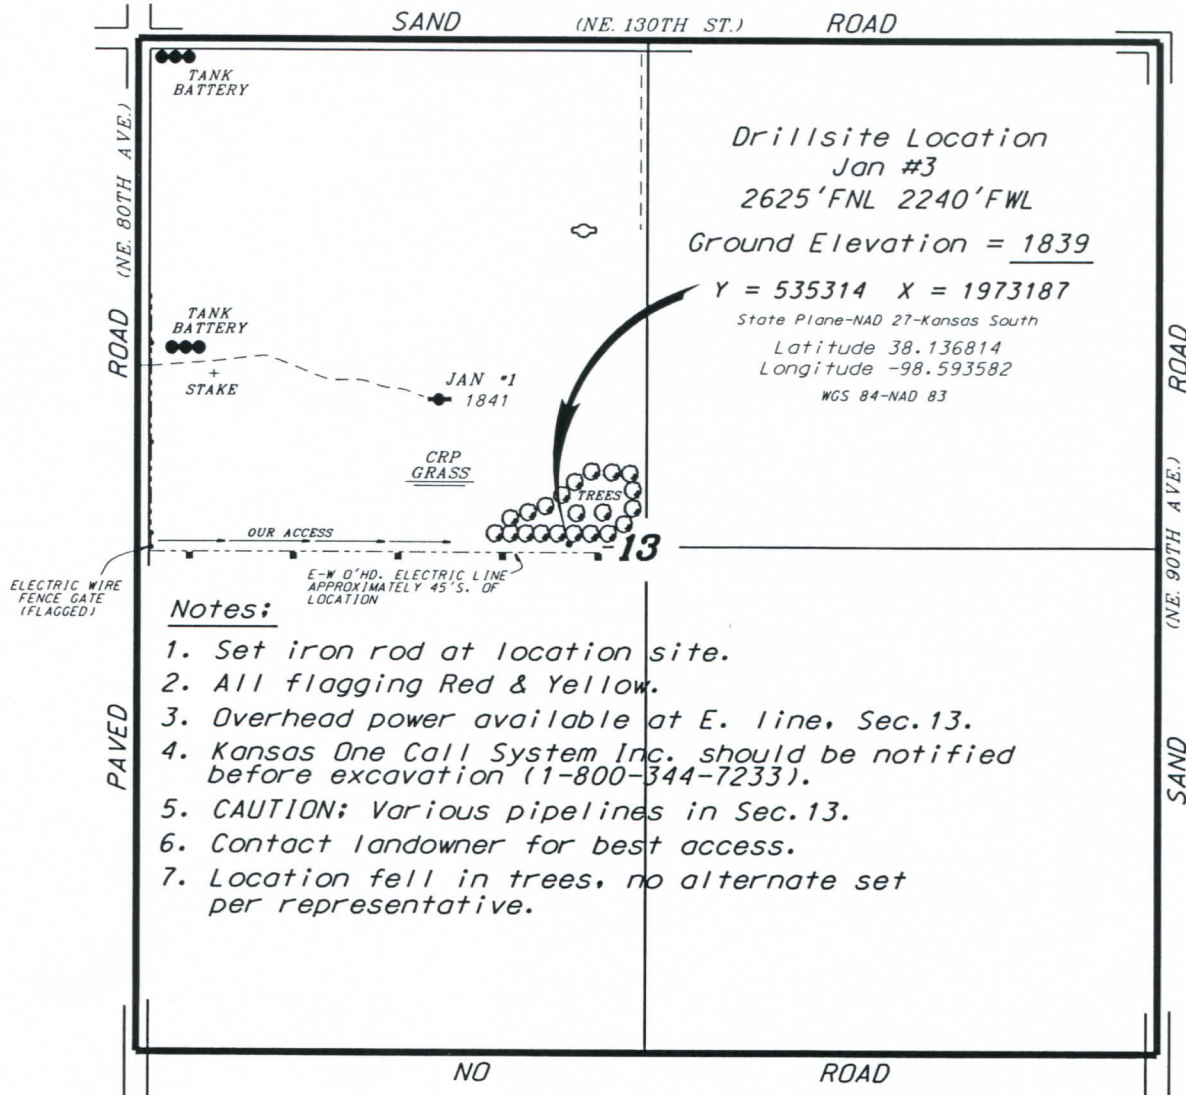 SAND (NE. 130TH ST.) ROAD
TANK
BATTERY
ROAD (NE. 80TH AVE.)
Drillsite Location
Jan #3
2625'FNL 2240'FWL
Ground Elevation = 1839
Y = 535314 X = 1973187
State Plane-NAD 27-Kansas South
Latitude 38.136814
Longitude -98.593582
WGS 84-NAD 83
TANK
BATTERY
+
STAKE
JAN #1
1841
ROAD
CRP
GRASS
TREES
OUR ACCESS
13
ELECTRIC WIRE
FENCE GATE
(FLAGGED)
E-W O'HD. ELECTRIC LINE
APPROXIMATELY 45'S. OF
LOCATION
(NE. 90TH AVE.)
Notes:
1. Set iron rod at location site.
2. All flagging Red & Yellow.
3. Overhead power available at E. line, Sec.13.
4. Kansas One Call System Inc. should be notified
before excavation (1-800-344-7233).
5. CAUTION: Various pipelines in Sec.13.
6. Contact landowner for best access.
7. Location fell in trees, no alternate set
per representative.
PAVED
SAND
NO ROAD